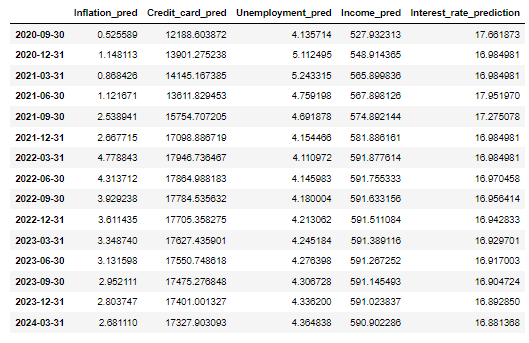 Inflation_pred Credit_card_pred Unemployment_pred Income_pred Interest_rate_prediction
2020-09-30 0.525589 12188.603872 4.135714 527.932313 17.661873
2020-12-31 1.148113 13901.275238 5.112495 548.914365 16.984981
2021-03-31 0.868426 14145.167385 5.243315 565.899836 16.984981
2021-06-30 1.121671 13611.829453 4.759198 567.898126 17.951970
2021-09-30 2.538941 15754.707205 4.691878 574.892144 17.275078
2021-12-31 2.667715 17098.886719 4.154466 581.886161 16.984981
2022-03-31 4.778843 17946.736467 4.110972 591.877614 16.984981
2022-06-30 4.313712 17864.988183 4.145983 591.755333 16.970458
2022-09-30 3.929238 17784.535632 4.180004 591.633156 16.956414
2022-12-31 3.611435 17705.358275 4.213062 591.511084 16.942833
2023-03-31 3.348740 17627.435901 4.245184 591.389116 16.929701
2023-06-30 3.131598 17550.748618 4.276398 591.267252 16.917003
2023-09-30 2.952111 17475.276848 4.306728 591.145493 16.904724
2023-12-31 2.803747 17401.001327 4.336200 591.023837 16.892850
2024-03-31 2.681110 17327.903093 4.364838 590.902286 16.881368